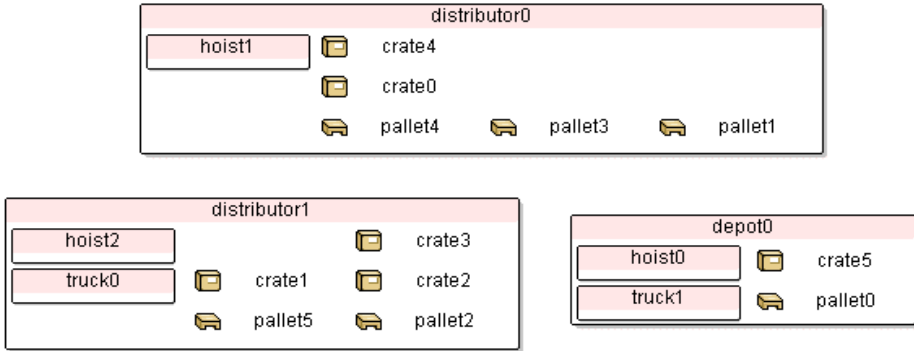 distributor0
hoist1 crate4
crate0
pallet4 pallet3 pallet1
distributor1
hoist2 crate3
truck0 crate1 crate2
pallet5 pallet2
depot0
hoist0 crate5
truck1 pallet0